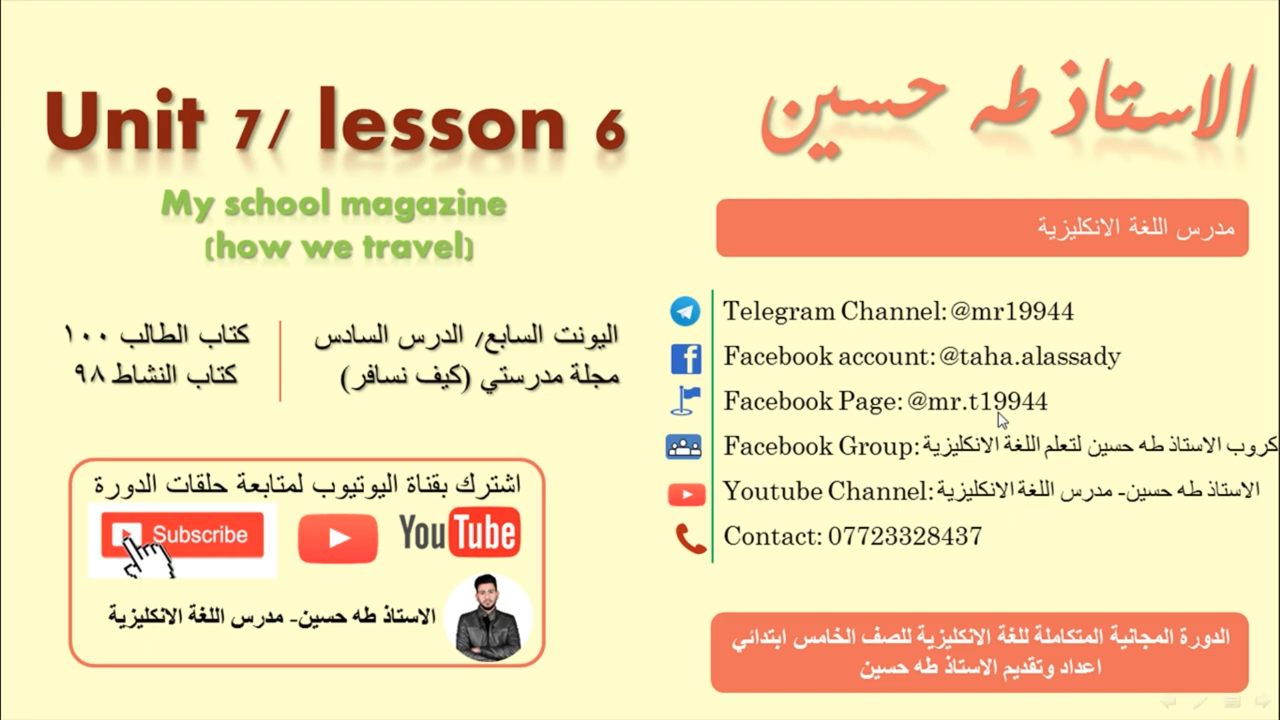 Unit 7/ lesson 6
My school magazine
(how we travel)
اليونت السابع/ الدرس السادس
مجلة مدرستي (كيف نسافر)
كتاب الطالب ١٠٠
كتاب النشاط ٩٨
اشترك بقناة اليوتيوب لمتابعة حلقات الدورة
Subscribe
YouTube
الاستاذ طه حسين- مدرس اللغة الانكليزية
الاستاذ طه حسين
مدرس اللغة الانكليزية
Telegram Channel: @mr19944
Facebook account: @taha.alassady
Facebook Page: @mr.t19944
Facebook Group: كروب الاستاذ طه حسين لتعلم اللغة الانكليزية
Youtube Channel: الاستاذ طه حسين- مدرس اللغة الانكليزية
Contact: 07723328437
الدورة المجانية المتكاملة للغة الانكليزية للصف الخامس ابتدائي
اعداد وتقديم الاستاذ طه حسين